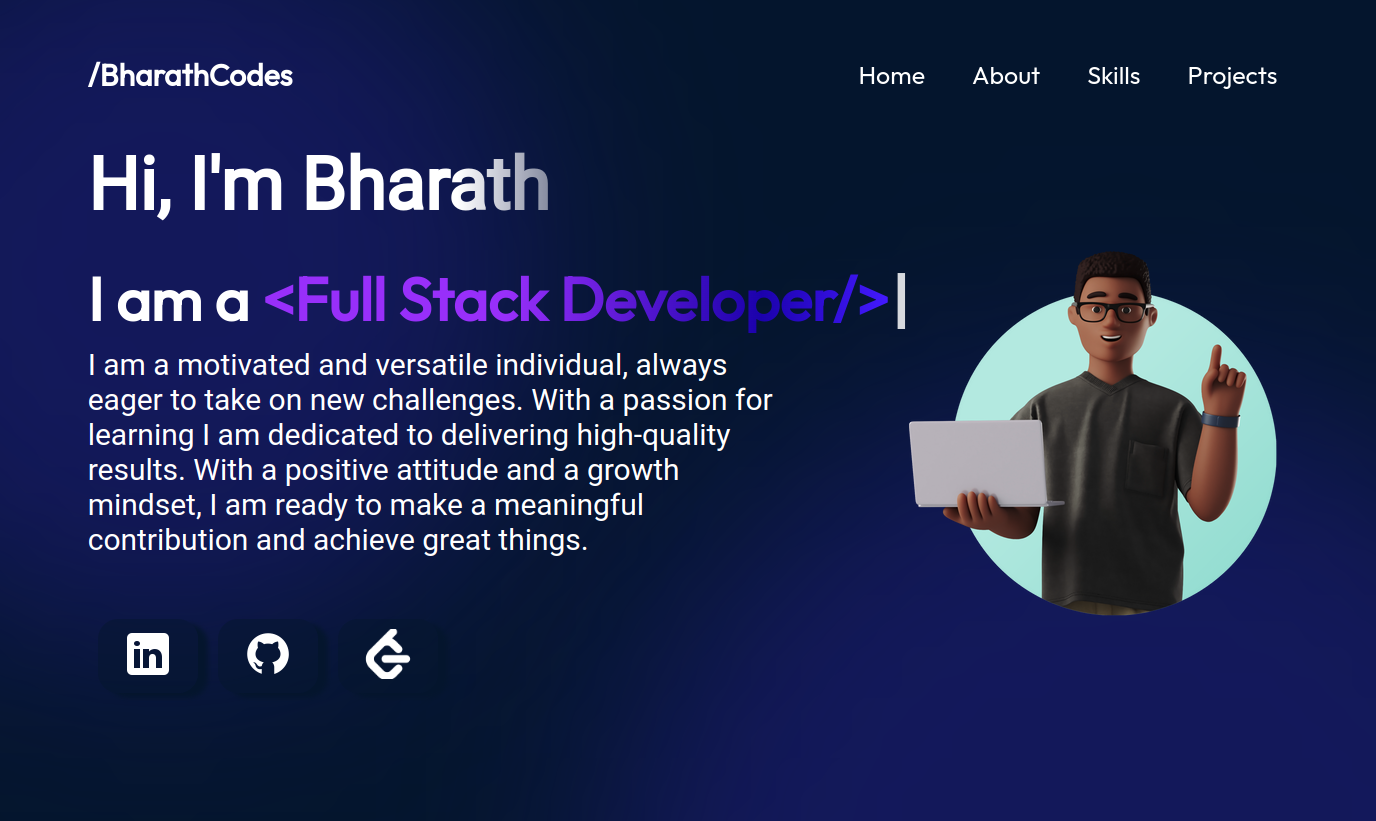 /BharathCodes
Home About Skills Projects
Hi, I'm Bharath
I am a <Full Stack Developer/>|
I am a motivated and versatile individual, always
eager to take on new challenges. With a passion for
learning I am dedicated to delivering high-quality
results. With a positive attitude and a growth
mindset, I am ready to make a meaningful
contribution and achieve great things.
in